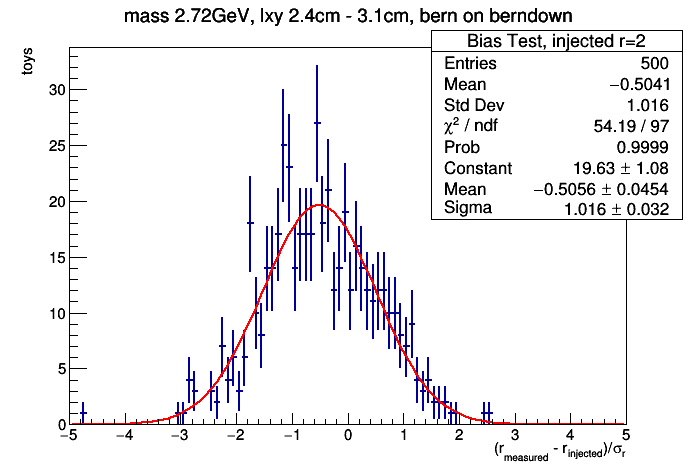 mass 2.72GeV, lxy 2.4cm - 3.1cm, bern on berndown
Bias Test, injected r=2
Entries 500
Mean −0.5041
Std Dev 1.016
χ² / ndf 54.19 / 97
Prob 0.9999
Constant 19.63 ± 1.08
Mean −0.5056 ± 0.0454
Sigma 1.016 ± 0.032
toys
30
25
20
15
10
5
0
−5 −4 −3 −2 −1 0 1 2 3 4 5
(r_measured - r_injected)/σ_r